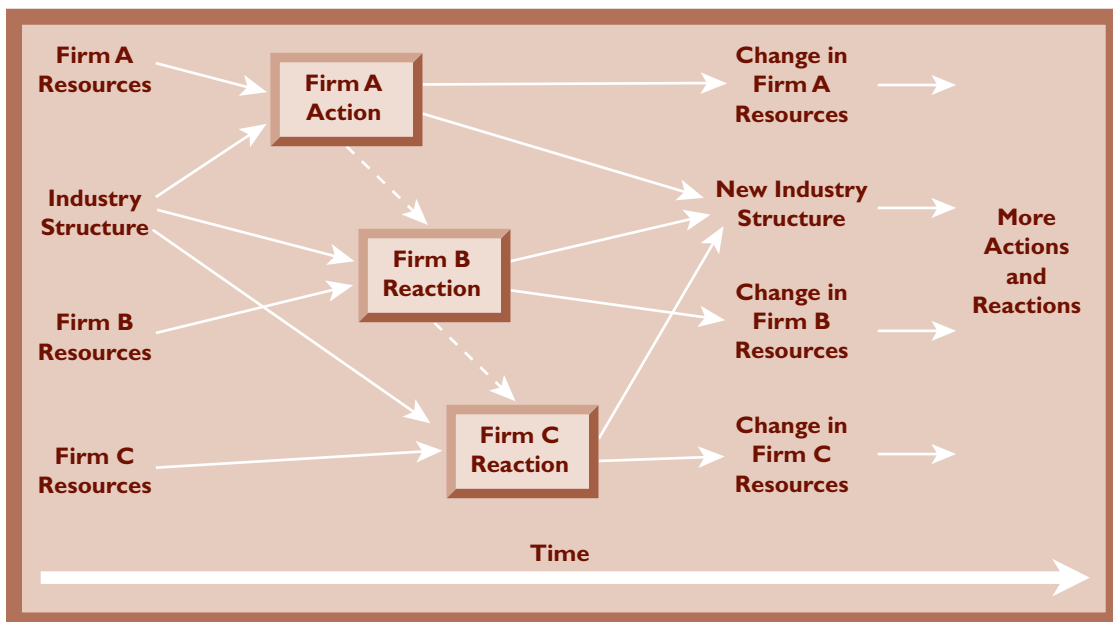 Firm A
Resources
Industry
Structure
Firm B
Resources
Firm C
Resources
Firm A
Action
Firm B
Reaction
Firm C
Reaction
Change in
Firm A
Resources
New Industry
Structure
Change in
Firm B
Resources
Change in
Firm C
Resources
More
Actions
and
Reactions
Time